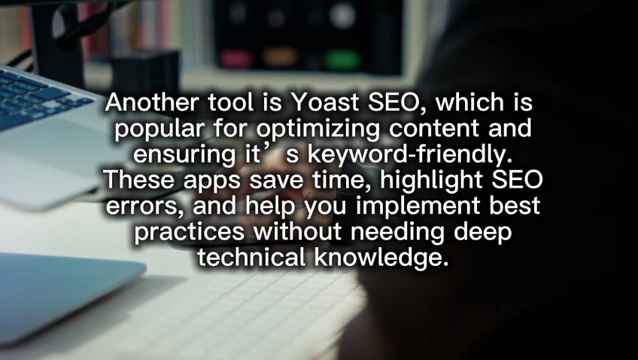 Another tool is Yoast SEO, which is
popular for optimizing content and
ensuring it’s keyword-friendly.
These apps save time, highlight SEO
errors, and help you implement best
practices without needing deep
technical knowledge.